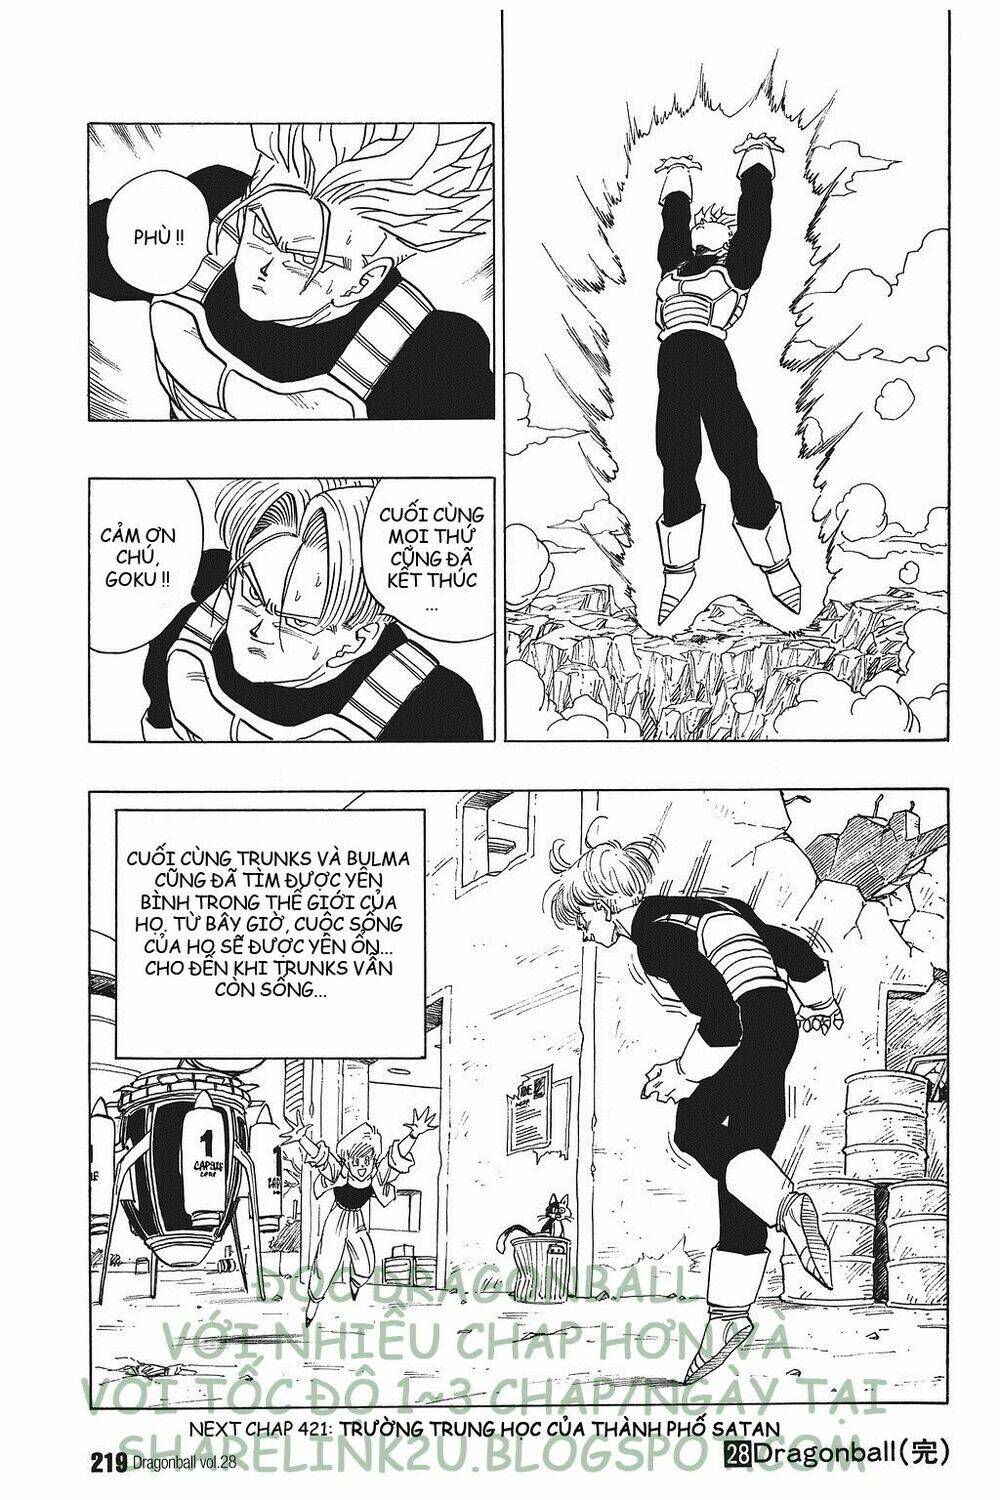 PHÙ !!
CUỐI CÙNG
MỌI THỨ
CŨNG ĐÃ
KẾT THÚC
...
CẢM ƠN
CHÚ,
GOKU !!
CUỐI CÙNG TRUNKS VÀ BULMA
CŨNG ĐÃ TÌM ĐƯỢC YÊN
BÌNH TRONG THẾ GIỚI CỦA
HỌ. TỪ BÂY GIỜ, CUỘC SỐNG
CỦA HỌ SẼ ĐƯỢC YÊN ỔN...
CHO ĐẾN KHI TRUNKS VẪN
CÒN SỐNG...
1
CAPSULE
CORP.
1
ĐỌC DRAGONBALL
VỚI NHIỀU CHAP HƠN VÀ
VỚI TỐC ĐỘ 1~3 CHAP/NGÀY TẠI
SHARELINK2U.BLOGSPOT.COM
NEXT CHAP 421: TRƯỜNG TRUNG HỌC CỦA THÀNH PHỐ SATAN
219 Dragonball vol.28
28 Dragonball(完)